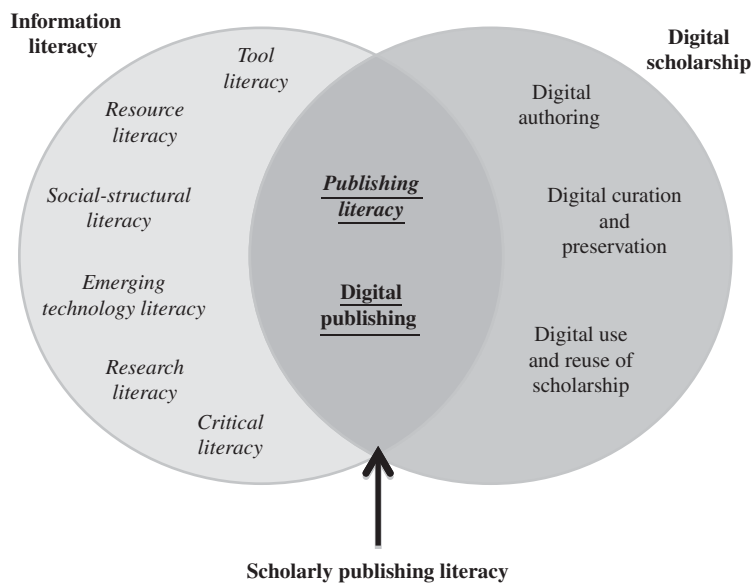 Information
literacy
Tool
literacy
Resource
literacy
Social-structural
literacy
Emerging
technology literacy
Research
literacy
Critical
literacy
Publishing
literacy
Digital
publishing
Digital
scholarship
Digital
authoring
Digital curation
and
preservation
Digital use
and reuse of
scholarship
Scholarly publishing literacy